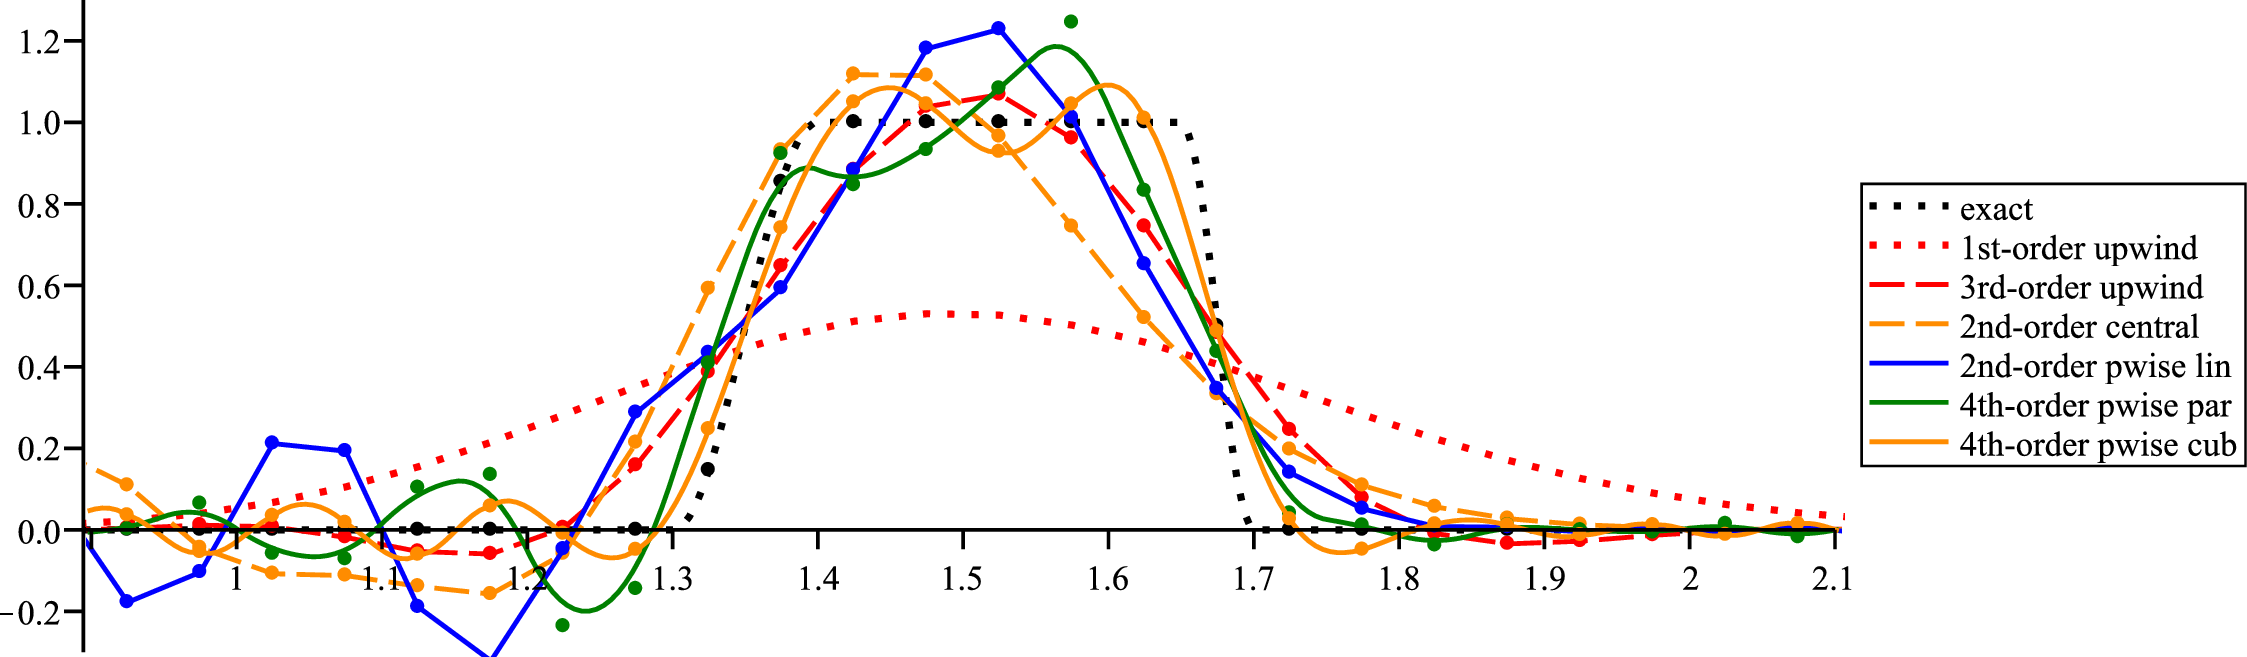 1.2
1.0
0.8
0.6
0.4
0.2
0.0
−0.2
1 1.1 1.2 1.3 1.4 1.5 1.6 1.7 1.8 1.9 2 2.1
exact
1st-order upwind
3rd-order upwind
2nd-order central
2nd-order pwise lin
4th-order pwise par
4th-order pwise cub